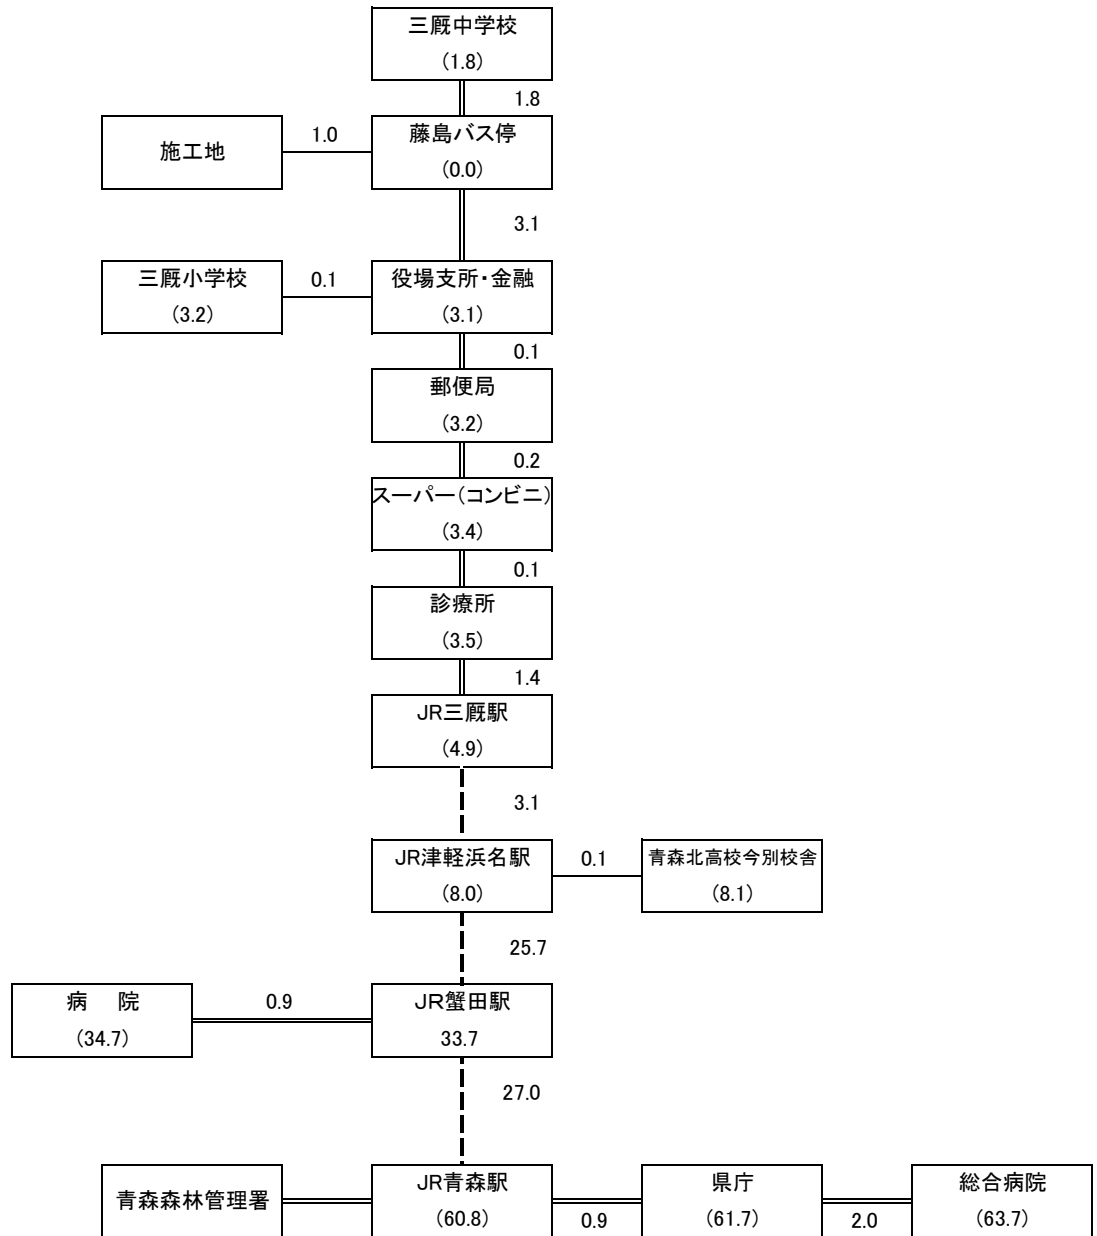 三厩中学校
(1.8)
1.8
施工地
1.0
藤島バス停
(0.0)
3.1
三厩小学校
(3.2)
0.1
役場支所・金融
(3.1)
0.1
郵便局
(3.2)
0.2
スーパー(コンビニ)
(3.4)
0.1
診療所
(3.5)
1.4
JR三厩駅
(4.9)
3.1
JR津軽浜名駅
(8.0)
0.1
青森北高校今別校舎
(8.1)
25.7
病 院
(34.7)
0.9
JR蟹田駅
33.7
27.0
青森森林管理署
JR青森駅
(60.8)
0.9
県庁
(61.7)
2.0
総合病院
(63.7)